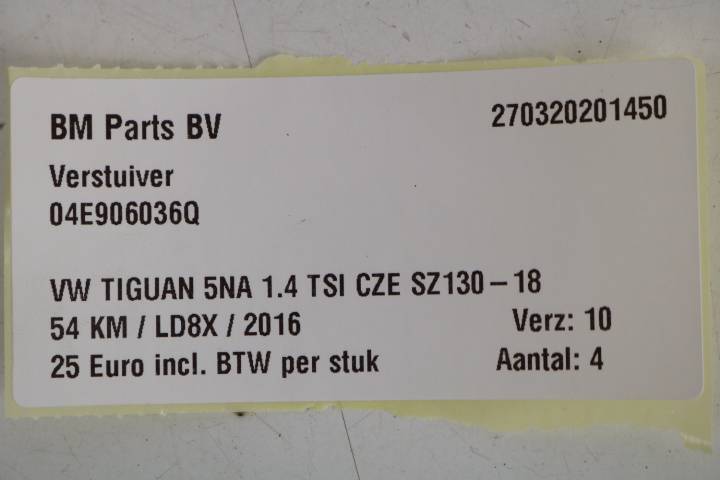 BM Parts BV 270320201450
Verstuiver
04E906036Q
VW TIGUAN 5NA 1.4 TSI CZE SZ130-18
54 KM / LD8X / 2016 Verz: 10
25 Euro incl. BTW per stuk Aantal: 4